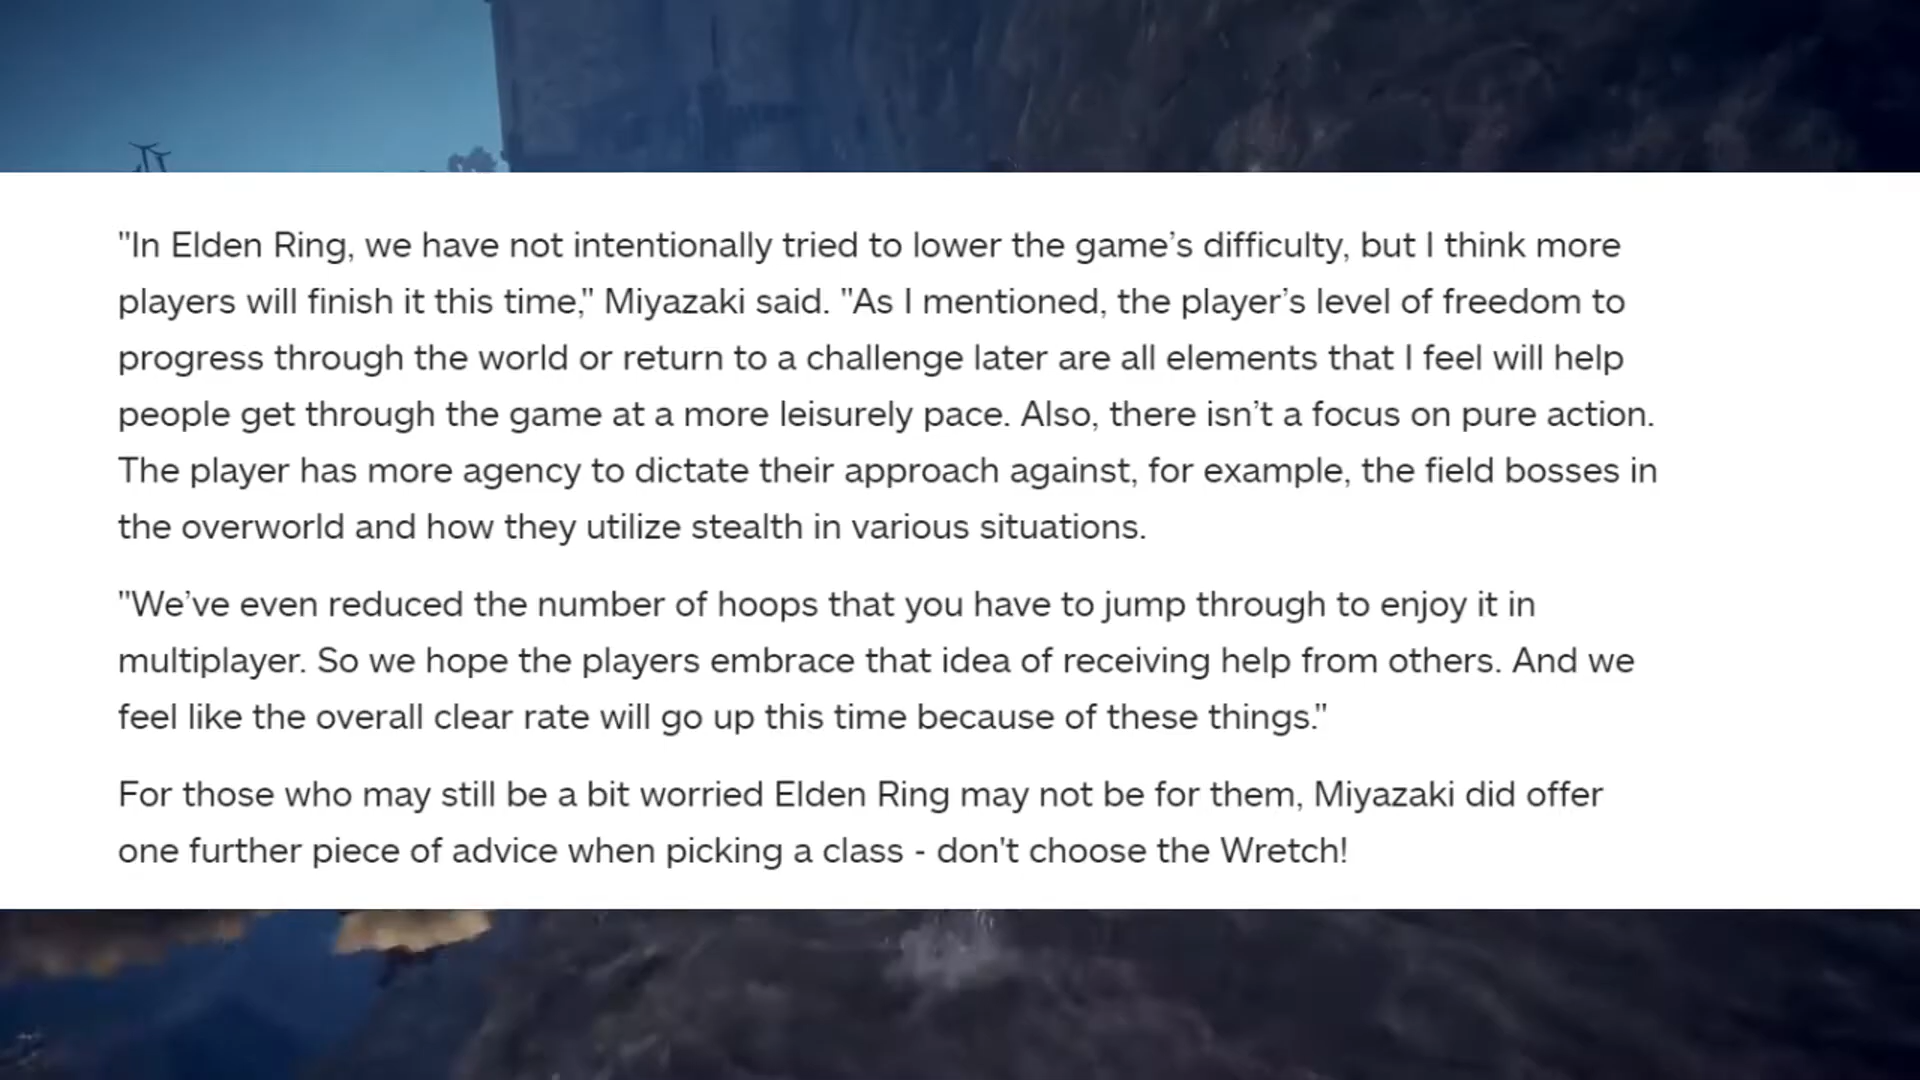 "In Elden Ring, we have not intentionally tried to lower the game’s difficulty, but I think more
players will finish it this time," Miyazaki said. "As I mentioned, the player’s level of freedom to
progress through the world or return to a challenge later are all elements that I feel will help
people get through the game at a more leisurely pace. Also, there isn’t a focus on pure action.
The player has more agency to dictate their approach against, for example, the field bosses in
the overworld and how they utilize stealth in various situations.
"We’ve even reduced the number of hoops that you have to jump through to enjoy it in
multiplayer. So we hope the players embrace that idea of receiving help from others. And we
feel like the overall clear rate will go up this time because of these things."
For those who may still be a bit worried Elden Ring may not be for them, Miyazaki did offer
one further piece of advice when picking a class - don't choose the Wretch!